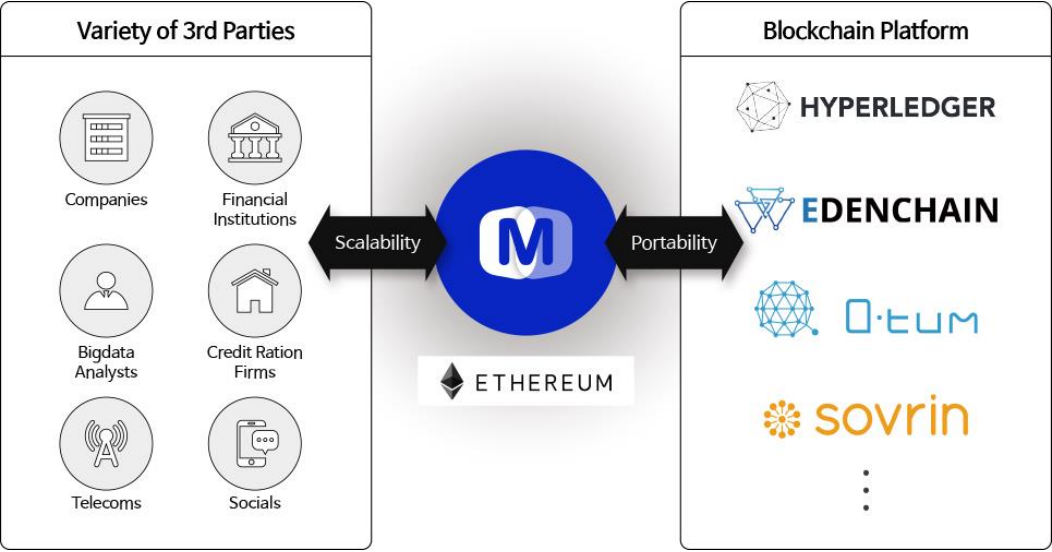 Variety of 3rd Parties
Companies
Financial
Institutions
Bigdata
Analysts
Credit Ration
Firms
Telecoms
Socials
Scalability
M
Portability
ETHEREUM
Blockchain Platform
HYPERLEDGER
EDENCHAIN
Qtum
sovrin